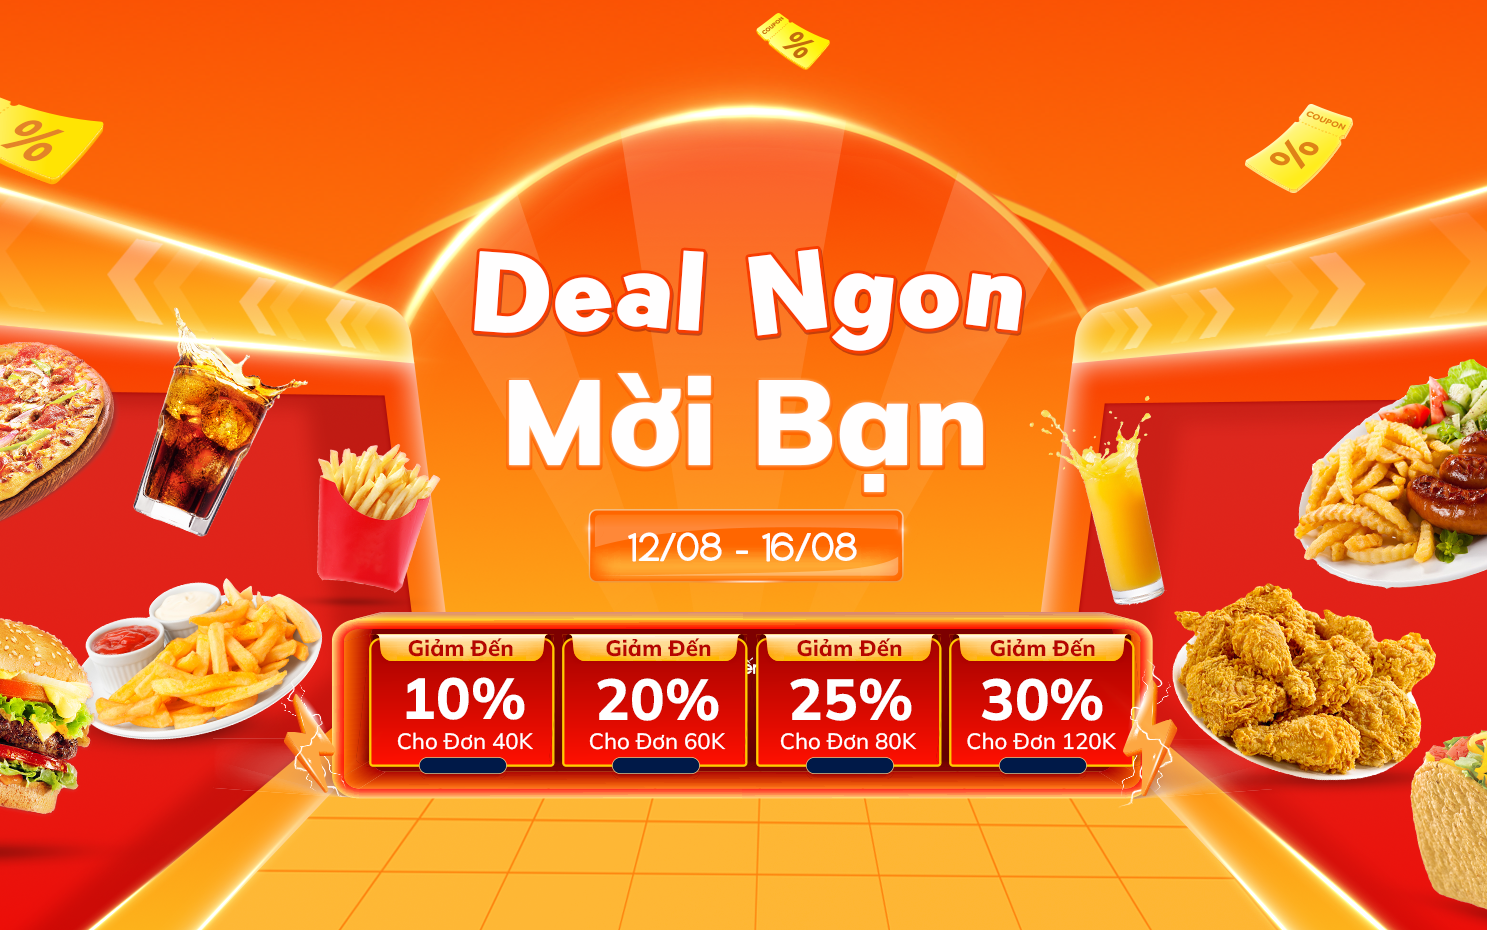 COUPON
%
%
COUPON
%
Deal Ngon
Mời Bạn
12/08 - 16/08
Giảm Đến
10%
Cho Đơn 40K
Giảm Đến
20%
Cho Đơn 60K
Giảm Đến
25%
Cho Đơn 80K
Giảm Đến
30%
Cho Đơn 120K